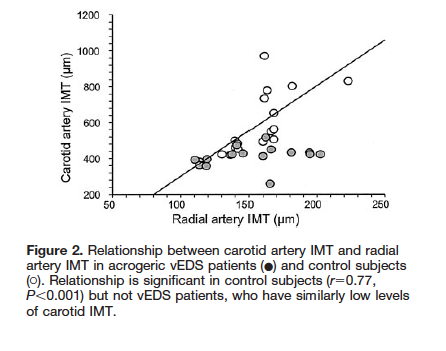 1200
1000
800
600
400
200
Carotid artery IMT (μm)
50
100
150
200
250
Radial artery IMT (μm)
Figure 2. Relationship between carotid artery IMT and radial
artery IMT in acrogeric vEDS patients (●) and control subjects
(○). Relationship is significant in control subjects (r=0.77,
P<0.001) but not vEDS patients, who have similarly low levels
of carotid IMT.